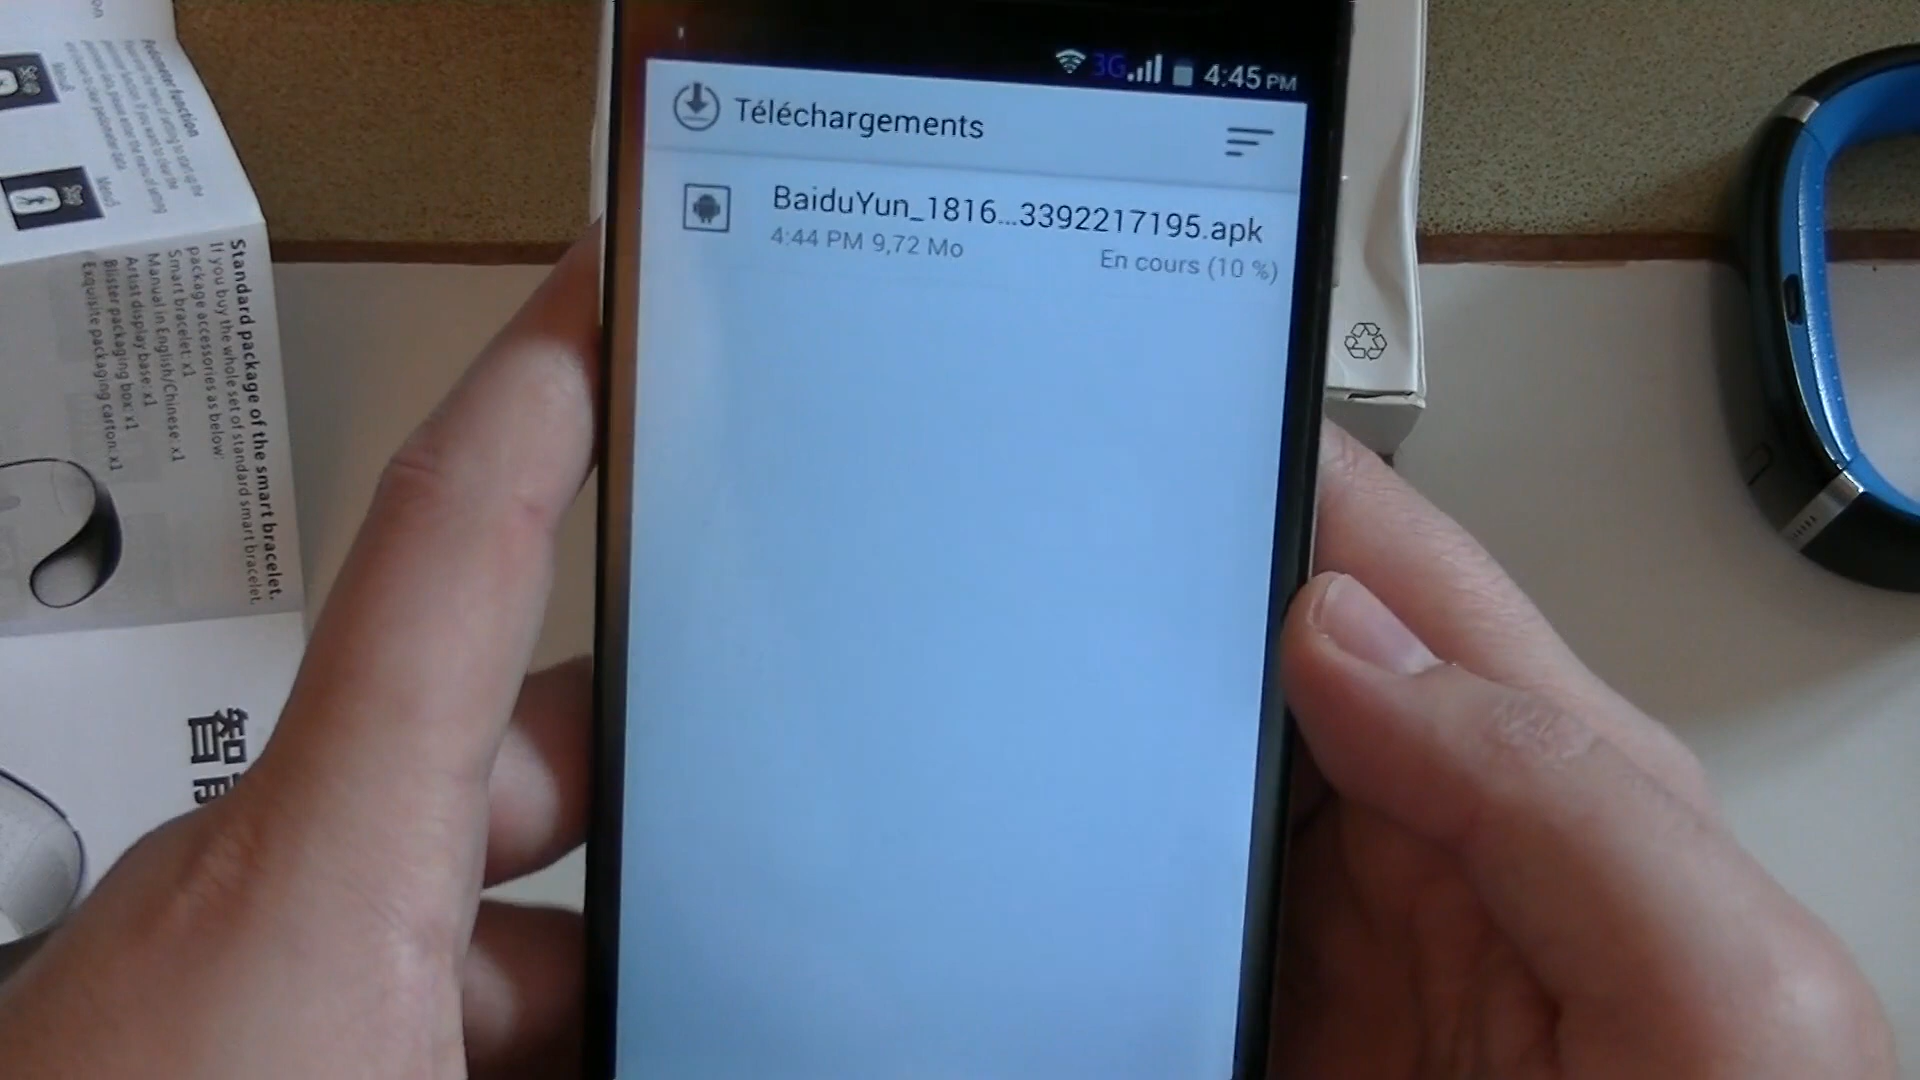 3G 4:45 PM
Téléchargements
BaiduYun_1816...3392217195.apk
4:44 PM 9,72 Mo
En cours (10 %)
Pedometer function
Standard package of the smart bracelet.
If you buy the whole set of standard smart bracelet,
package accessories as below:
Smart bracelet: x1
Manual in English/Chinese: x1
Artist display base: x1
Blister packaging box: x1
Exquisite packaging carton: x1
智